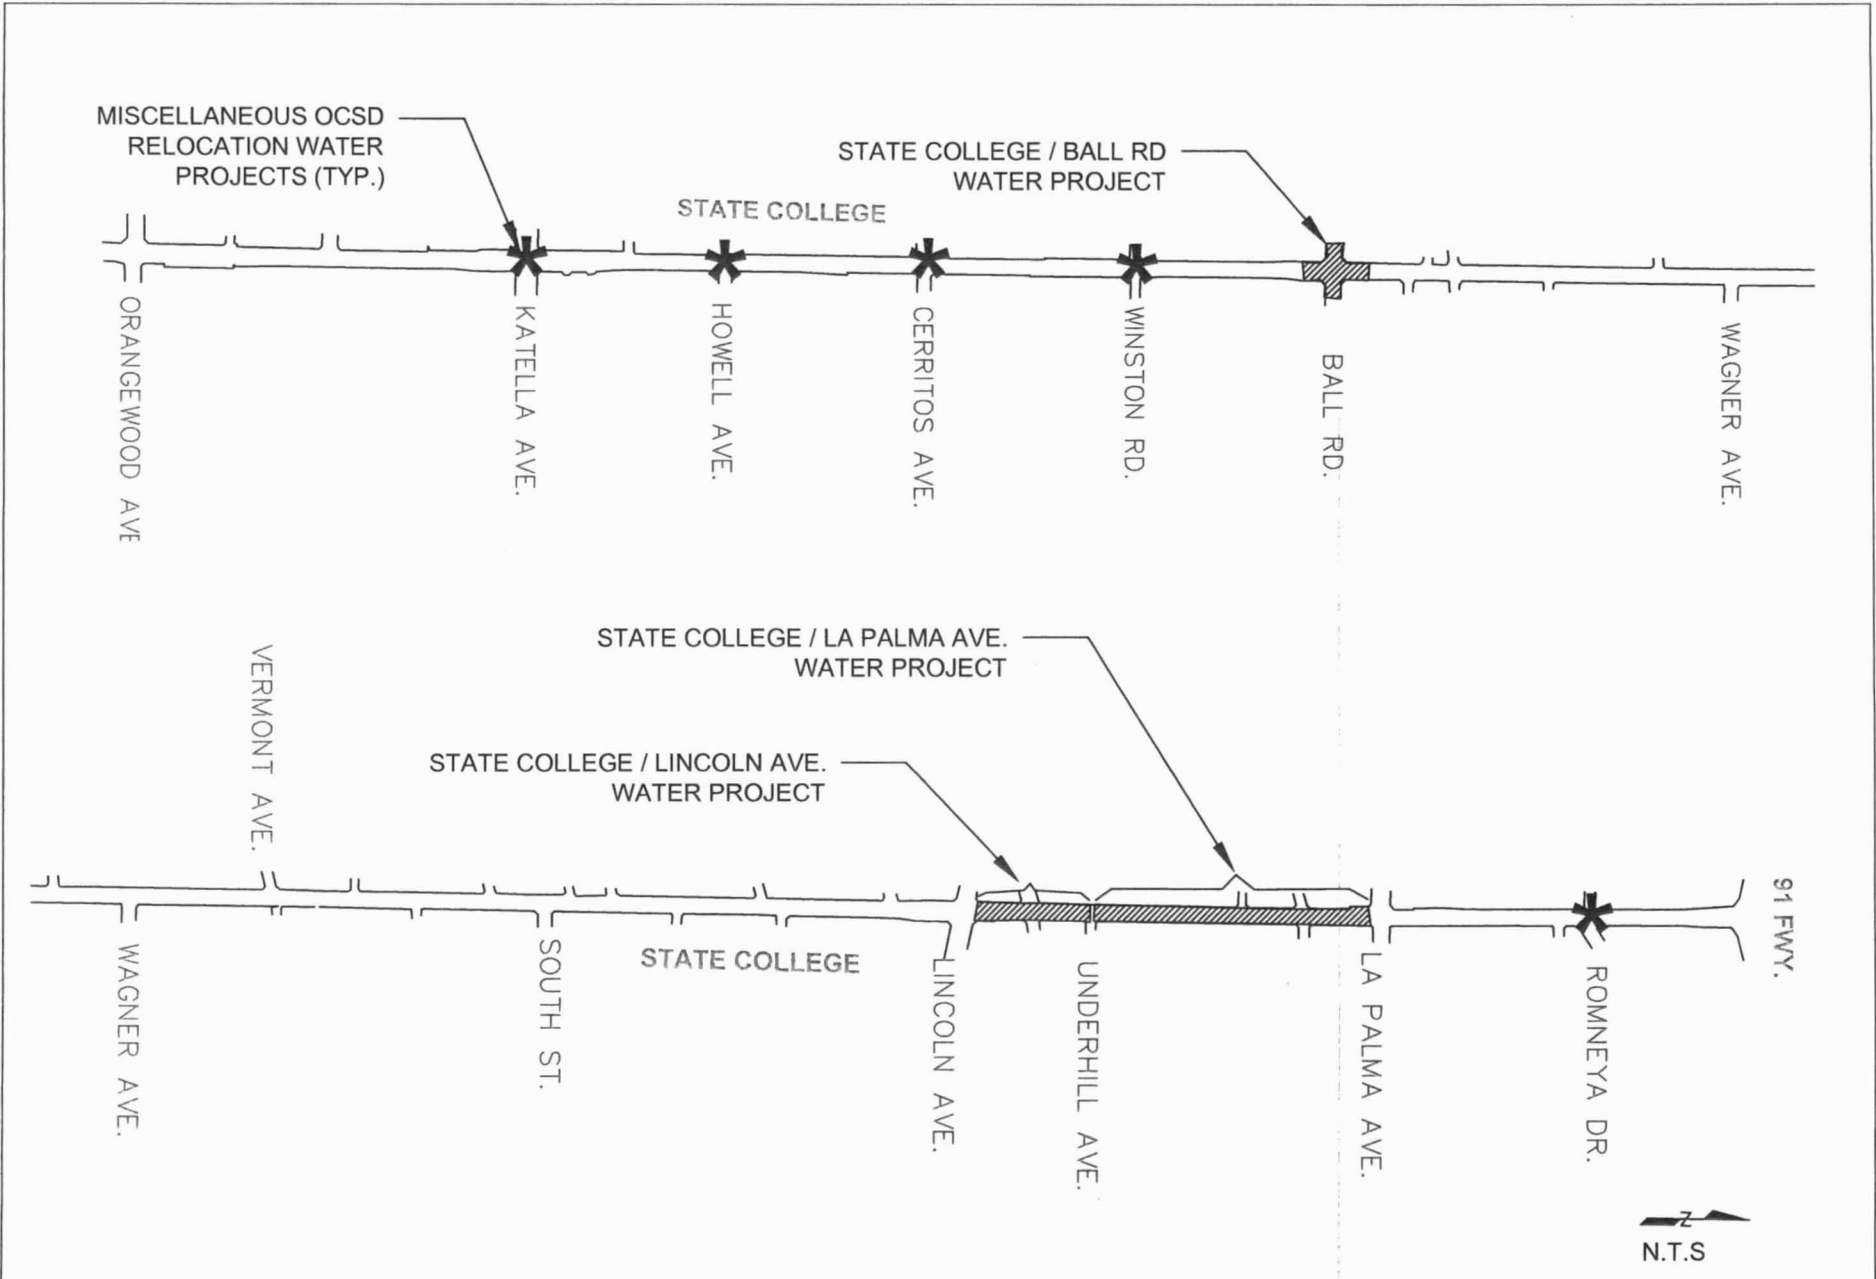 MISCELLANEOUS OCSD
RELOCATION WATER
PROJECTS (TYP.)
STATE COLLEGE / BALL RD
WATER PROJECT
STATE COLLEGE
ORANGEWOOD AVE
KATELLA AVE.
HOWELL AVE.
CERRITOS AVE.
WINSTON RD.
BALL RD.
WAGNER AVE.
STATE COLLEGE / LA PALMA AVE.
WATER PROJECT
STATE COLLEGE / LINCOLN AVE.
WATER PROJECT
VERMONT AVE.
91 FWY.
STATE COLLEGE
WAGNER AVE.
SOUTH ST.
LINCOLN AVE.
UNDERHILL AVE.
LA PALMA AVE.
ROMNEYA DR.
Z
N.T.S